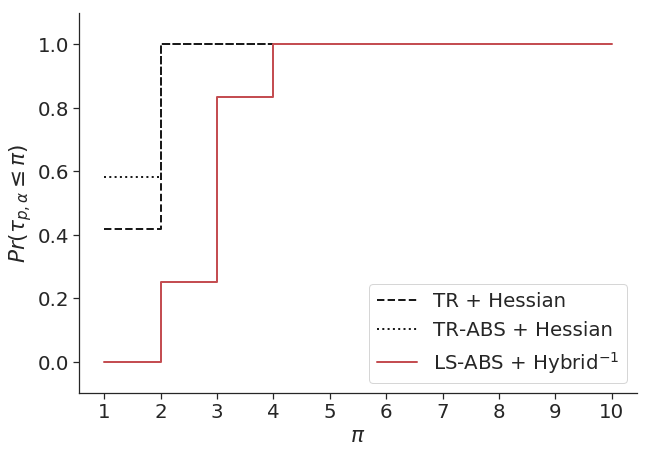 Pr(τ_{p,α} ≤ π)
1.0
0.8
0.6
0.4
0.2
0.0
TR + Hessian
TR-ABS + Hessian
LS-ABS + Hybrid⁻¹
1 2 3 4 5 6 7 8 9 10
π